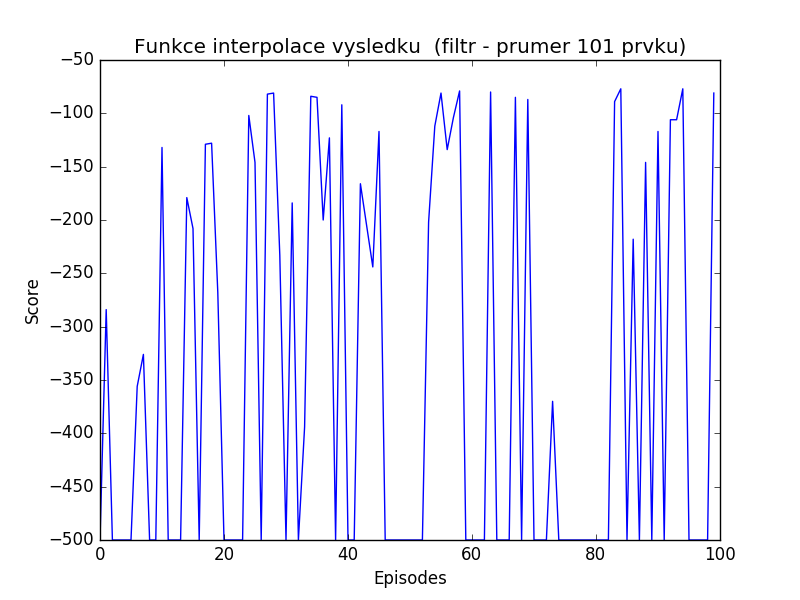 Funkce interpolace vysledku  (filtr - prumer 101 prvku)
−50
−100
−150
−200
−250
−300
−350
−400
−450
−500
Score
0 20 40 60 80 100
Episodes